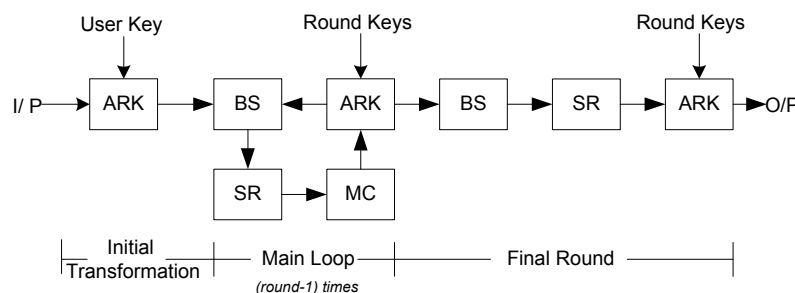 User Key
Round Keys
Round Keys
I/ P
ARK
BS
ARK
BS
SR
ARK
O/P
SR
MC
Initial
Transformation
Main Loop
(round-1) times
Final Round